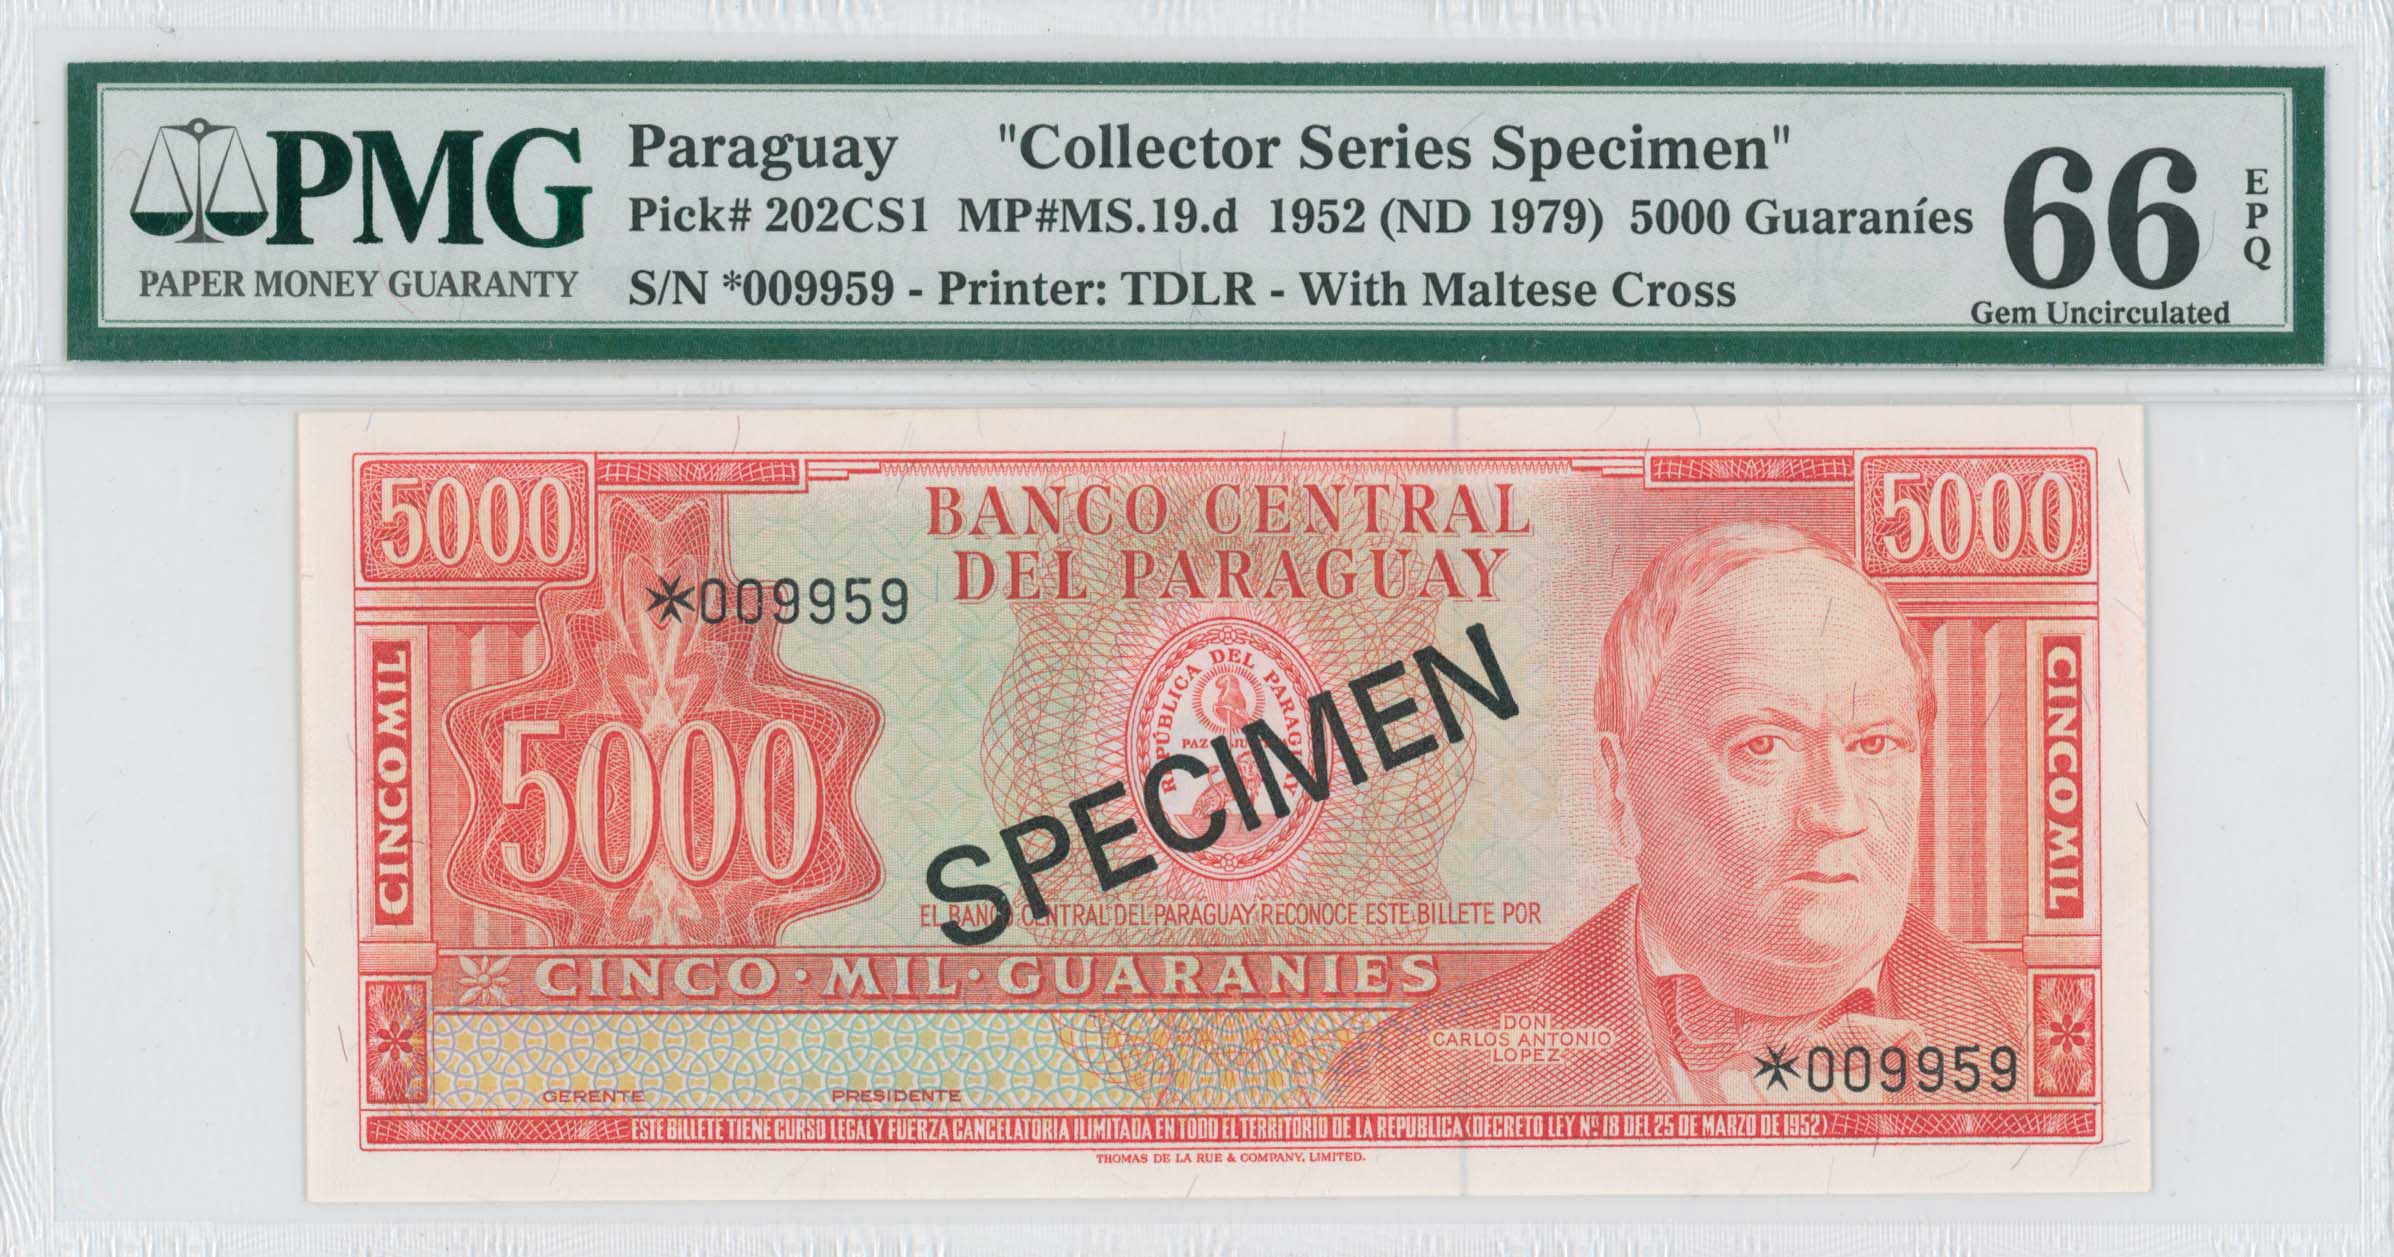 PMG
PAPER MONEY GUARANTY
Paraguay "Collector Series Specimen"
Pick# 202CS1 MP#MS.19.d 1952 (ND 1979) 5000 Guaraníes
S/N *009959 - Printer: TDLR - With Maltese Cross
66
EPQ
Gem Uncirculated
5000
5000
BANCO CENTRAL
DEL PARAGUAY
✠009959
CINCO MIL
5000
REPÚBLICA DEL PARAGUAY
PAZ
SPECIMEN
CINCO MIL
EL BANCO CENTRAL DEL PARAGUAY RECONOCE ESTE BILLETE POR
CINCO·MIL·GUARANIES
DON
CARLOS ANTONIO
LOPEZ
✠009959
GERENTE PRESIDENTE
ESTE BILLETE TIENE CURSO LEGAL Y FUERZA CANCELATORIA ILIMITADA EN TODO EL TERRITORIO DE LA REPUBLICA (DECRETO LEY Nº 18 DEL 25 DE MARZO DE 1952)
THOMAS DE LA RUE & COMPANY, LIMITED.